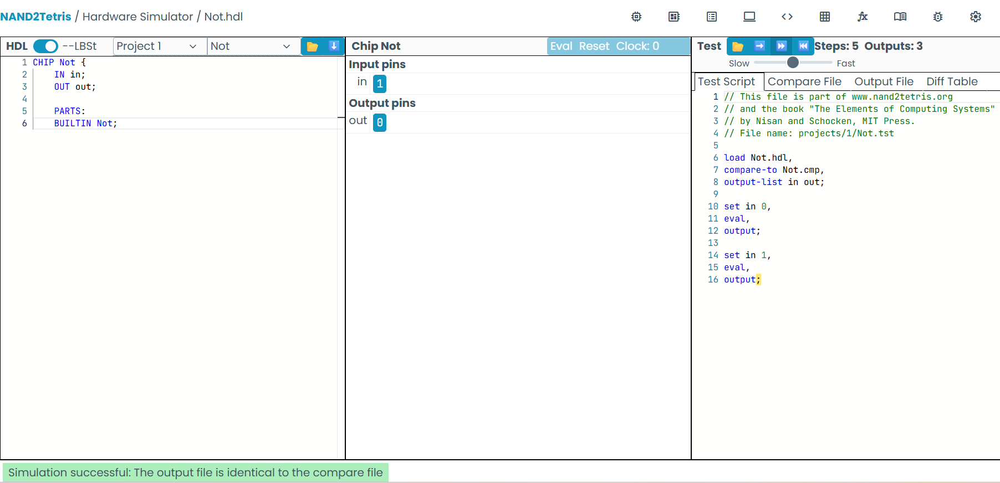 NAND2Tetris / Hardware Simulator / Not.hdl
HDL --LBSt Project 1 Not
1 CHIP Not {
2 IN in;
3 OUT out;
4
5 PARTS:
6 BUILTIN Not;
Chip Not Eval Reset Clock: 0
Input pins
in 1
Output pins
out 0
Test Steps: 5 Outputs: 3
Slow Fast
Test Script Compare File Output File Diff Table
1 // This file is part of www.nand2tetris.org
2 // and the book "The Elements of Computing Systems"
3 // by Nisan and Schocken, MIT Press.
4 // File name: projects/1/Not.tst
5
6 load Not.hdl,
7 compare-to Not.cmp,
8 output-list in out;
9
10 set in 0,
11 eval,
12 output;
13
14 set in 1,
15 eval,
16 output;
Simulation successful: The output file is identical to the compare file